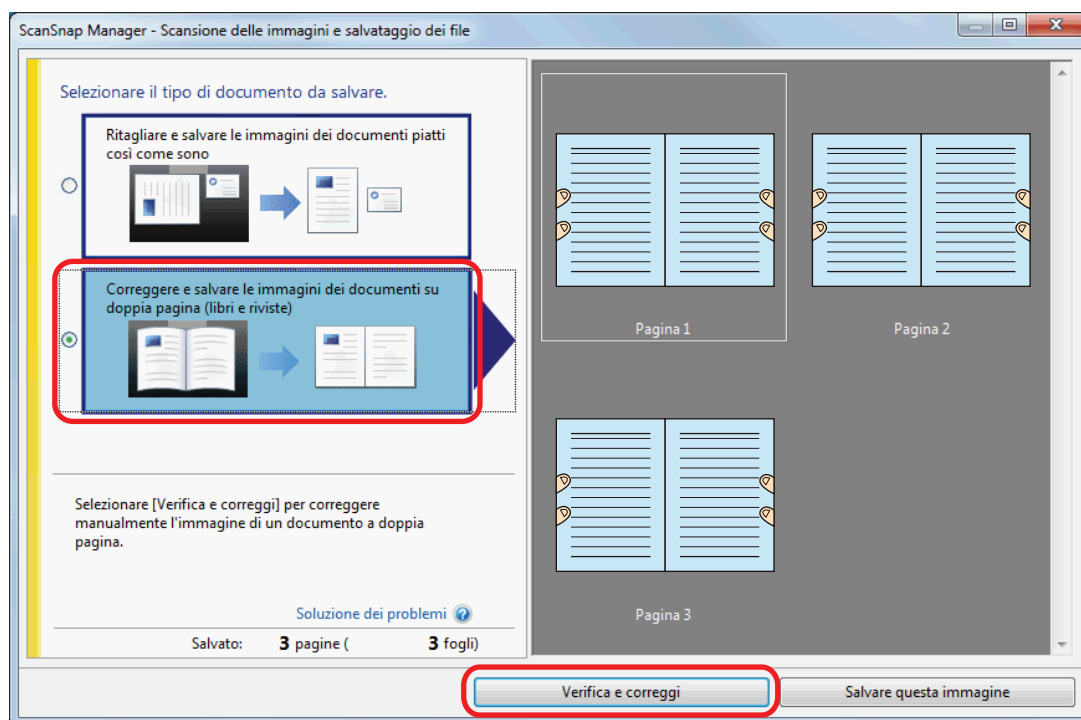 ScanSnap Manager - Scansione delle immagini e salvataggio dei file
Selezionare il tipo di documento da salvare.
Ritagliare e salvare le immagini dei documenti piatti
così come sono
Correggere e salvare le immagini dei documenti su
doppia pagina (libri e riviste)
Selezionare [Verifica e correggi] per correggere
manualmente l'immagine di un documento a doppia
pagina.
Soluzione dei problemi ?
Salvato: 3 pagine ( 3 fogli)
Pagina 1
Pagina 2
Pagina 3
Verifica e correggi
Salvare questa immagine